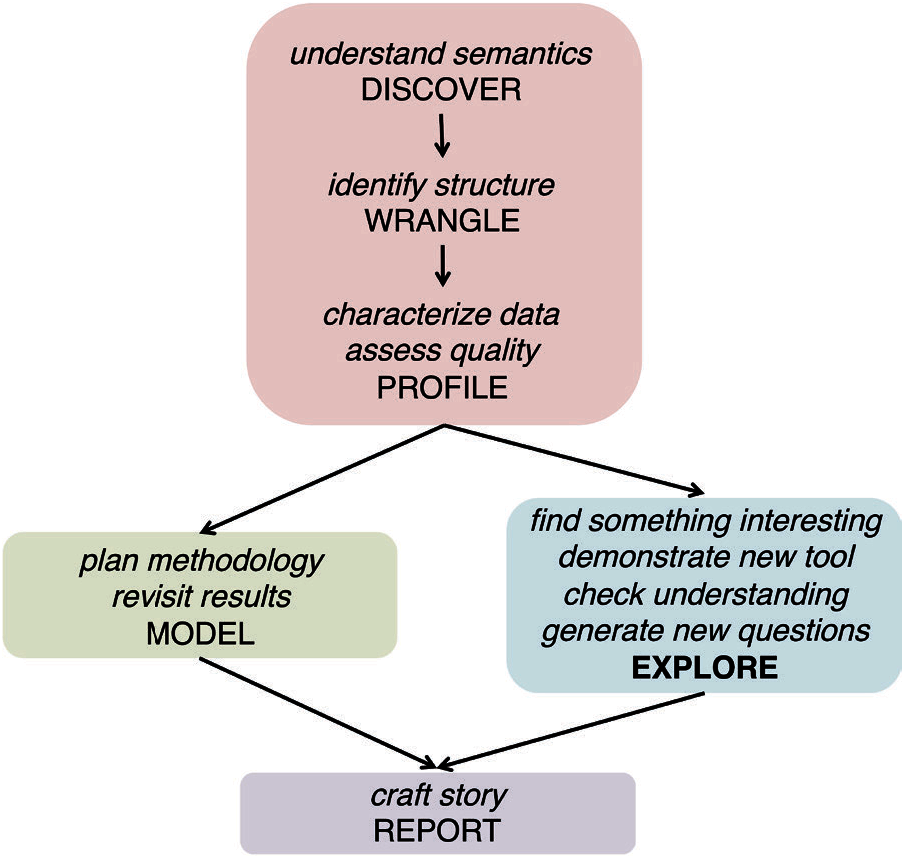 understand semantics
DISCOVER
identify structure
WRANGLE
characterize data
assess quality
PROFILE
plan methodology
revisit results
MODEL
find something interesting
demonstrate new tool
check understanding
generate new questions
EXPLORE
craft story
REPORT